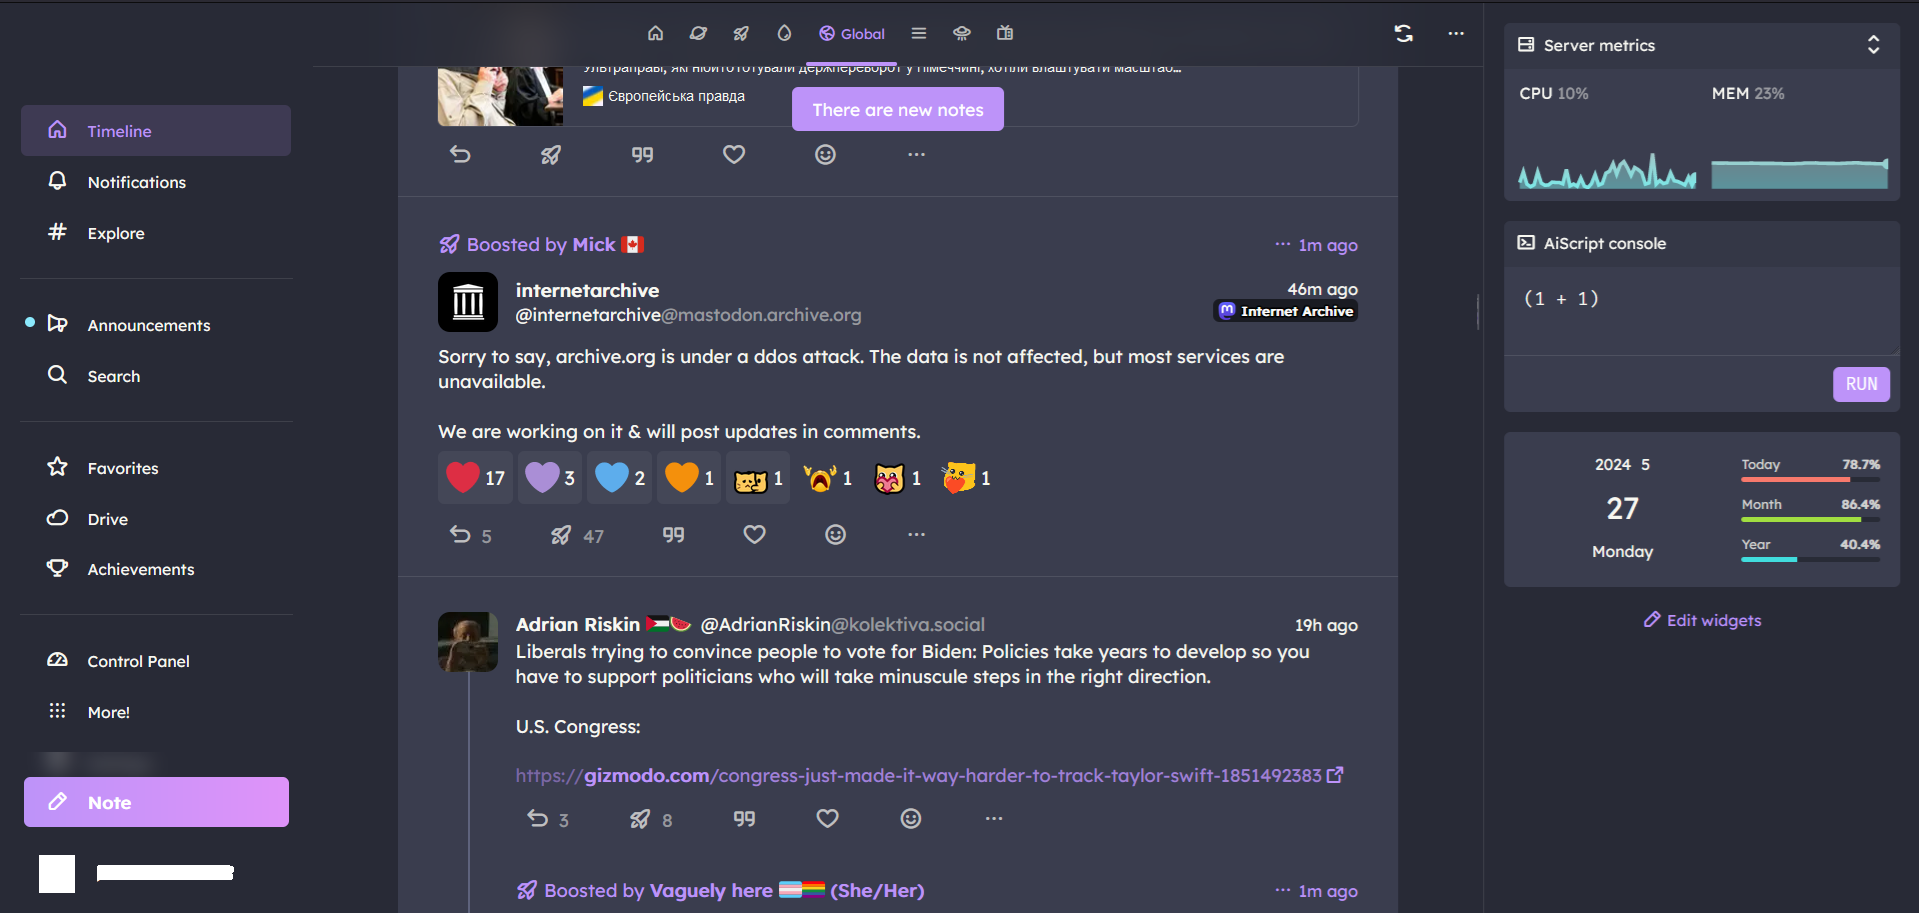 Global
Timeline
Notifications
Explore
Announcements
Search
Favorites
Drive
Achievements
Control Panel
More!
Note
Ультраправі, які
держпереворот у Німеччині, хотіли влаштувати масштаб...
Європейська правда
There are new notes
Boosted by Mick
1m ago
internetarchive
46m ago
@internetarchive@mastodon.archive.org
Internet Archive
Sorry to say, archive.org is under a ddos attack. The data is not affected, but most services are
unavailable.
We are working on it & will post updates in comments.
17 3 2 1 1 1 1 1
5 47
Adrian Riskin @AdrianRiskin@kolektiva.social
19h ago
Liberals trying to convince people to vote for Biden: Policies take years to develop so you
have to support politicians who will take minuscule steps in the right direction.
U.S. Congress:
https://gizmodo.com/congress-just-made-it-way-harder-to-track-taylor-swift-1851492383
3 8
Boosted by Vaguely here (She/Her)
1m ago
Server metrics
CPU 10%
MEM 23%
AiScript console
(1 + 1)
RUN
2024 5
27
Monday
Today 78.7%
Month 86.4%
Year 40.4%
Edit widgets